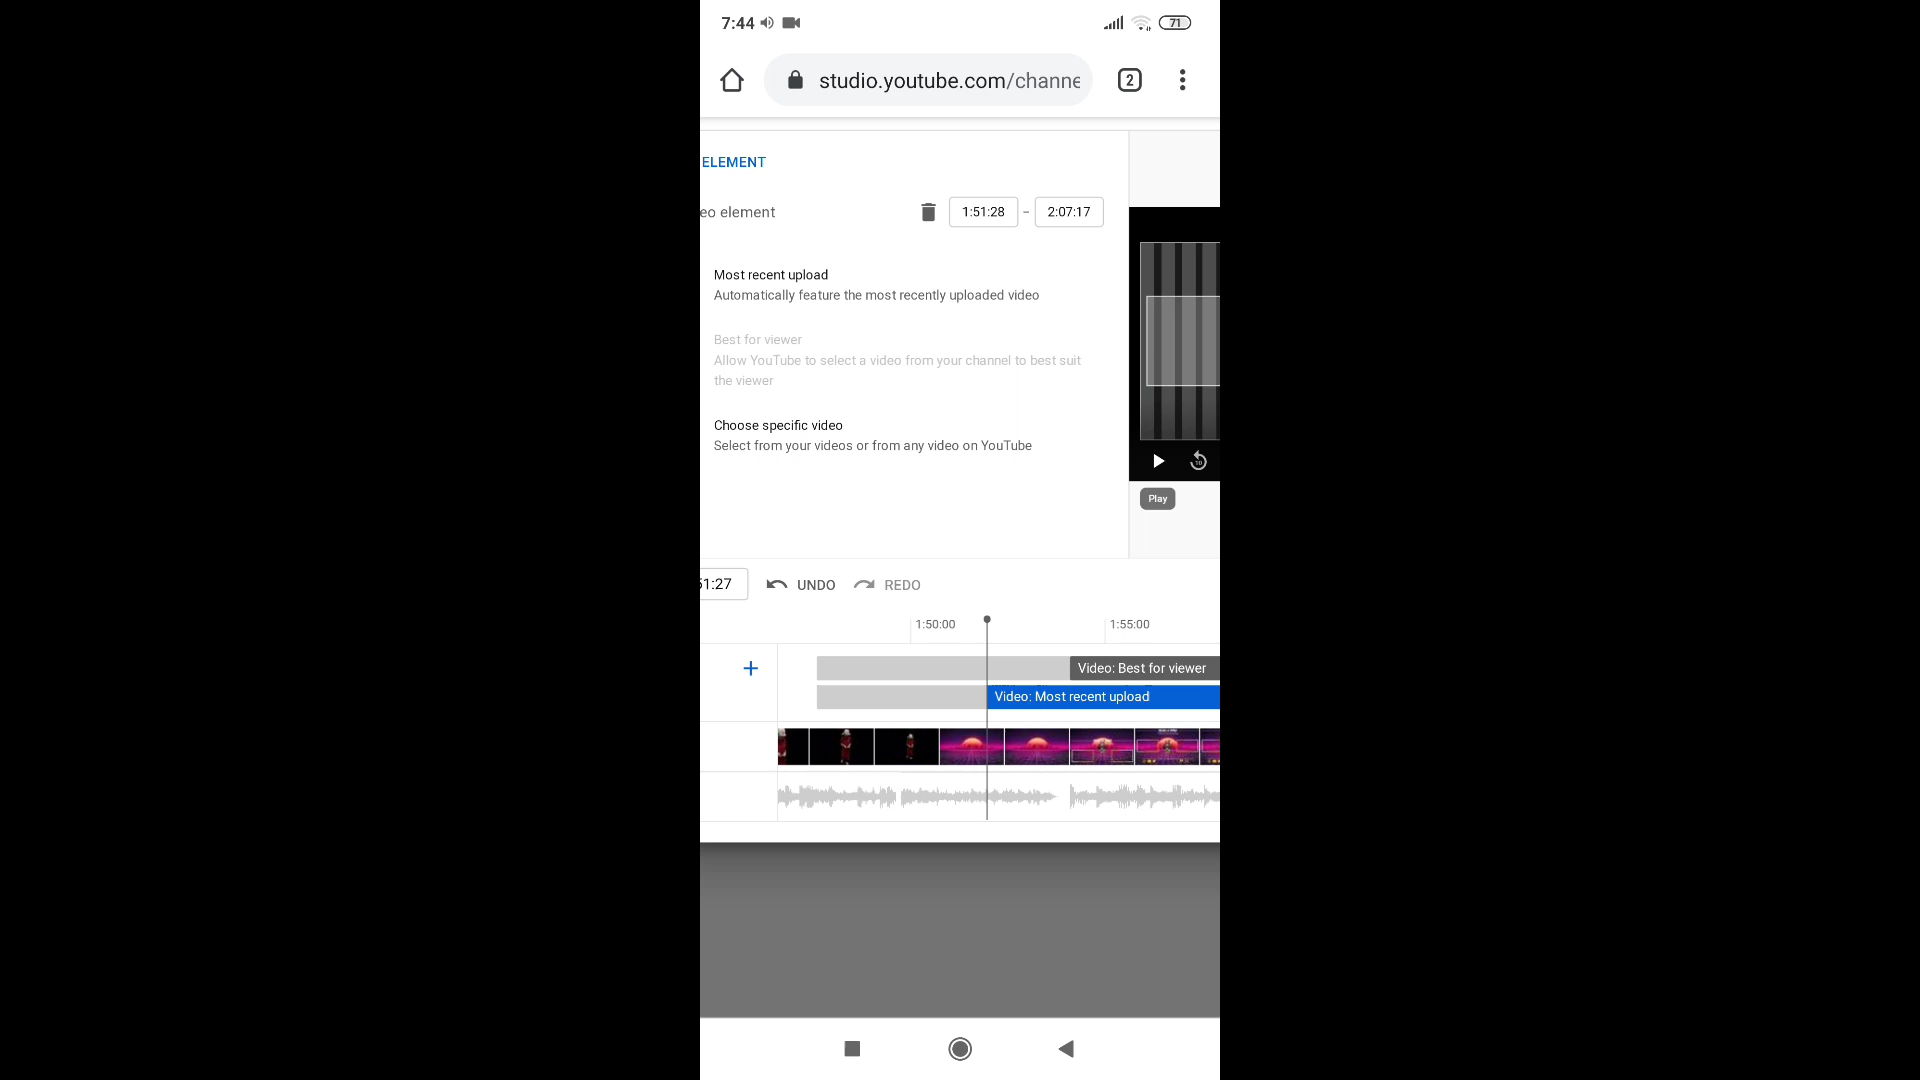 7:44
71
studio.youtube.com/channe
2
ELEMENT
eo element
1:51:28 - 2:07:17
Most recent upload
Automatically feature the most recently uploaded video
Best for viewer
Allow YouTube to select a video from your channel to best suit
the viewer
Choose specific video
Select from your videos or from any video on YouTube
10
Play
51:27
UNDO
REDO
1:50:00
1:55:00
Video: Best for viewer
Video: Most recent upload